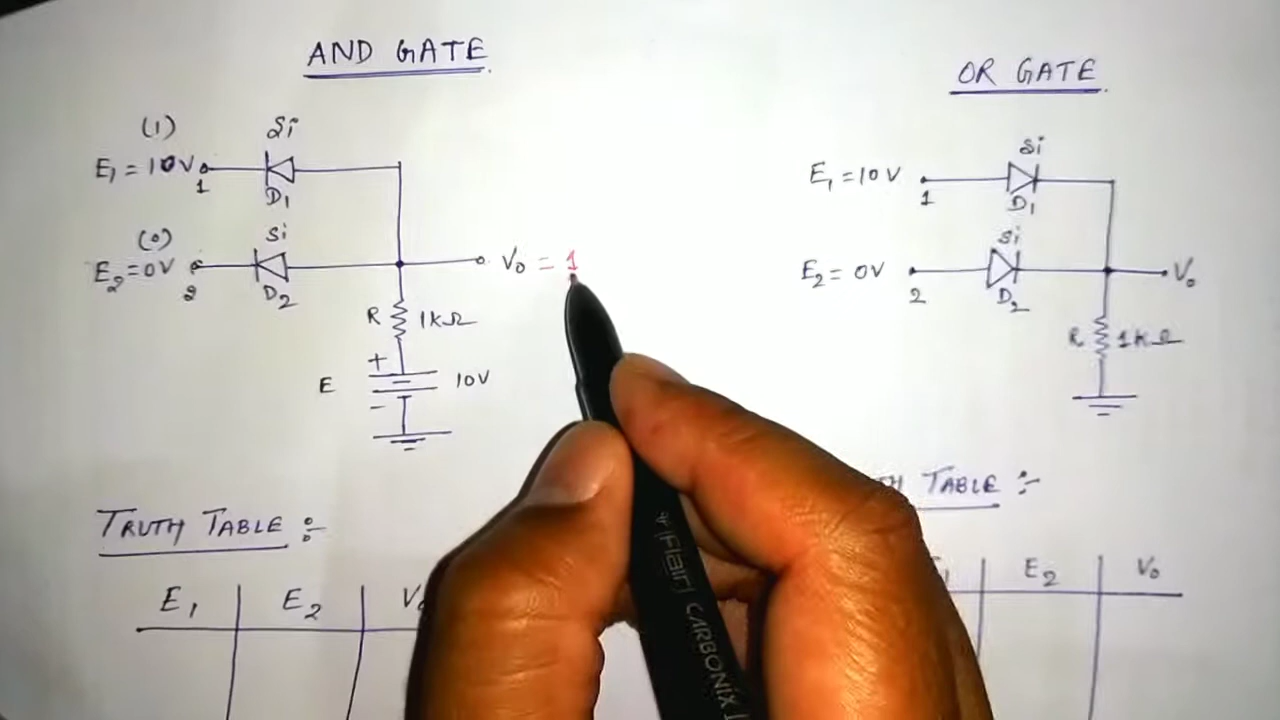 AND GATE
(1)
Si
E₁ = 10V
1
D₁
(0)
Si
E₂ = 0V
2
D₂
V₀ = 1
R 1KΩ
+
E 10V
-
TRUTH TABLE :-
E₁ E₂
OR GATE
Si
E₁ = 10V
1
D₁
Si
E₂ = 0V
2
D₂
V₀
R 1KΩ
TABLE :-
E₂ V₀
Flair CARBONIX